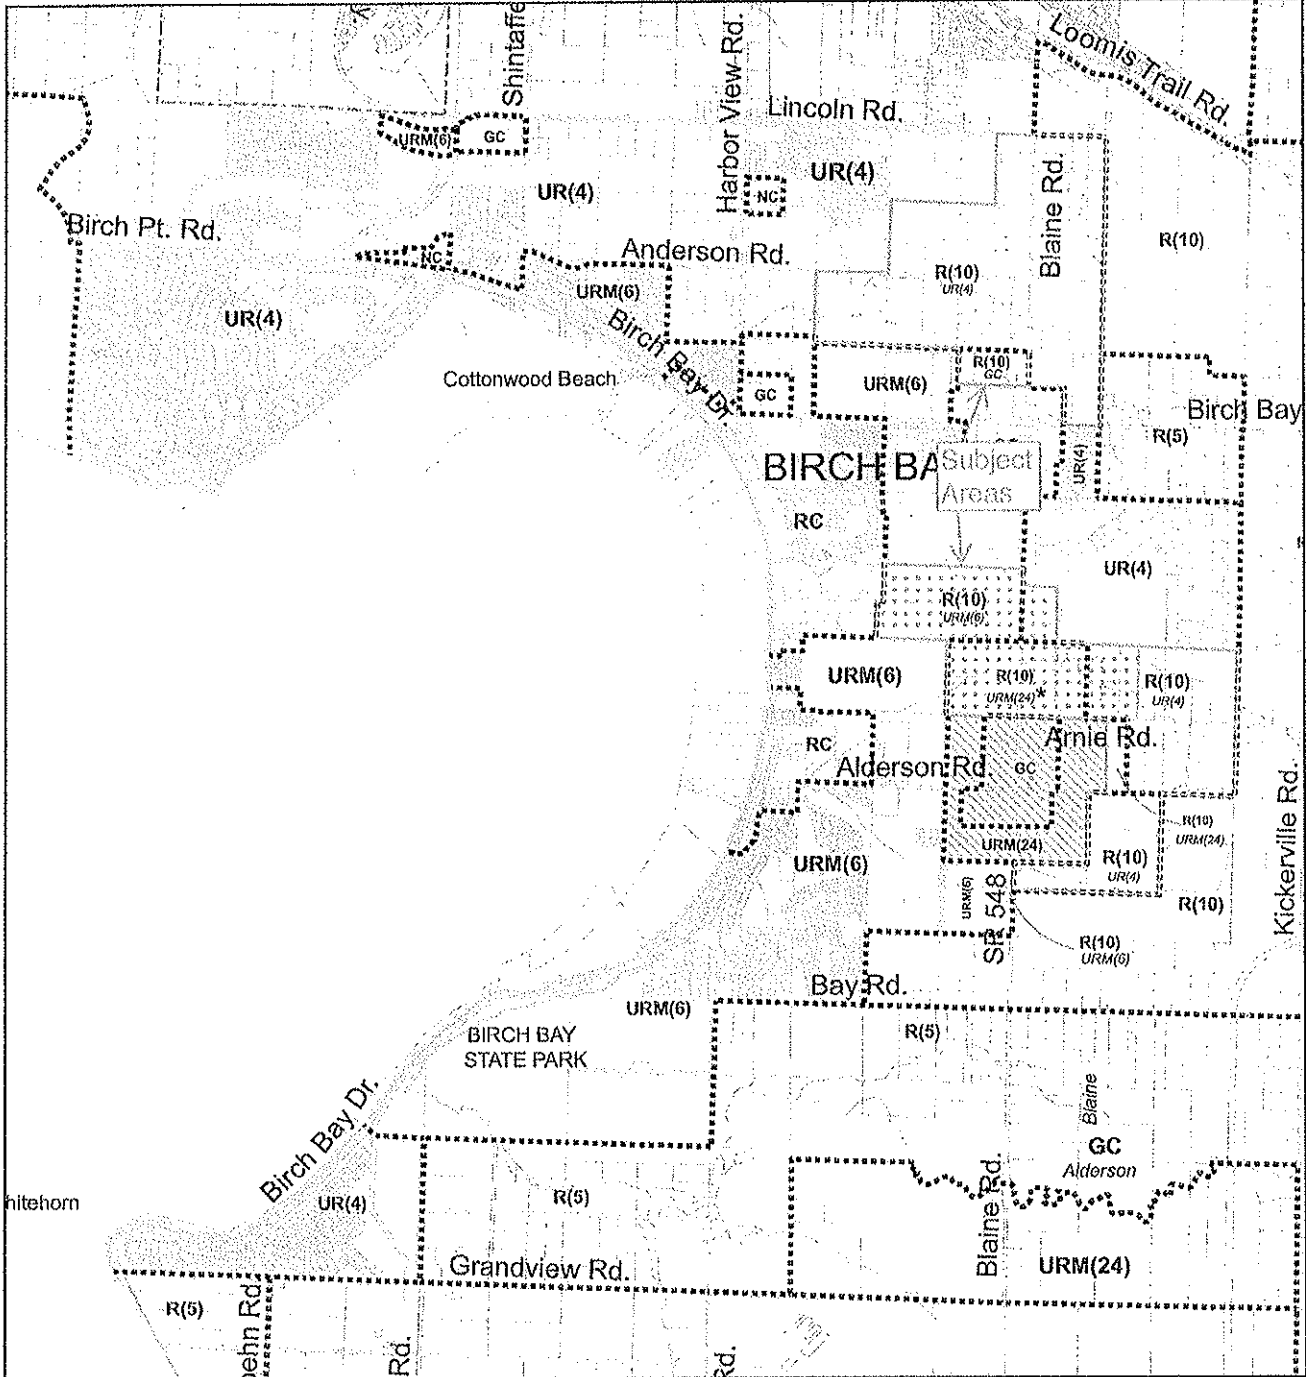 Shintaffe
Harbor View Rd.
Loomis Trail Rd.
Lincoln Rd.
URM(6)
GC
UR(4)
UR(4)
NC
Blaine Rd.
Birch Pt. Rd.
NC
Anderson Rd.
R(10)
R(10)
UR(4)
UR(4)
URM(6)
Birch Bay Dr.
Cottonwood Beach
GC
URM(6)
R(10)
GC
Birch Bay
R(5)
BIRCH BA
Subject
Areas
UR(4)
RC
UR(4)
R(10)
URM(6)
URM(6)
R(10)
URM(24)*
R(10)
UR(4)
RC
Arnie Rd.
Alderson Rd.
GC
Kickerville Rd.
R(10)
URM(24)
URM(24)
URM(6)
R(10)
UR(4)
URM(6)
SR 548
R(10)
R(10)
URM(6)
Bay Rd.
URM(6)
R(5)
BIRCH BAY
STATE PARK
Blaine
GC
Alderson
Birch Bay Dr.
hitehorn
UR(4)
R(5)
Blaine Rd.
URM(24)
Grandview Rd.
R(5)
oehn Rd
Rd.
Rd.